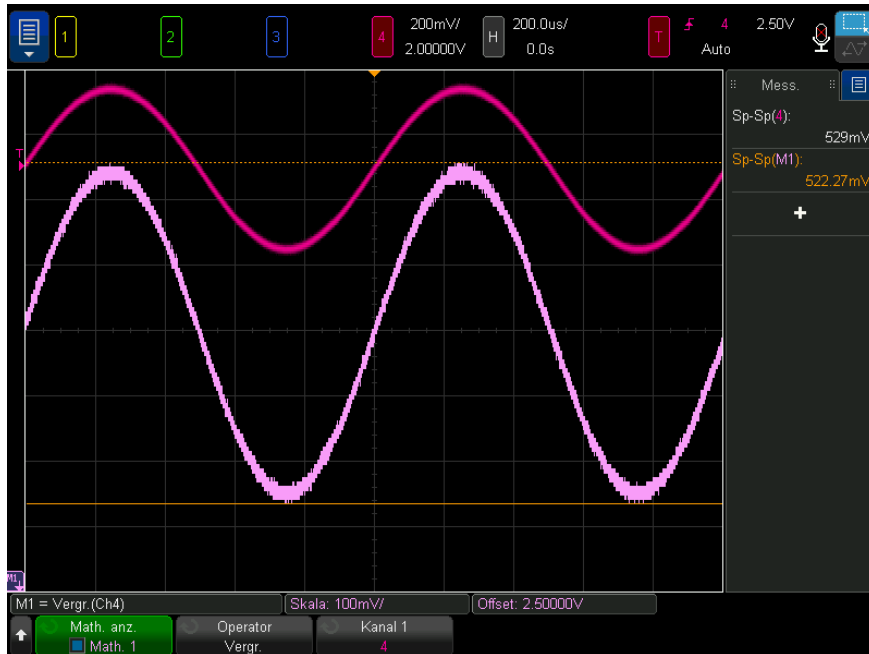 1 2 3 4 200mV/ 2.00000V H 200.0us/ 0.0s T 4 2.50V Auto
Mess.
Sp-Sp(4):
529mV
Sp-Sp(M1):
522.27mV
+
T
M1
M1 = Vergr.(Ch4) Skala: 100mV/ Offset: 2.50000V
Math. anz. Operator Kanal 1
Math. 1 Vergr. 4